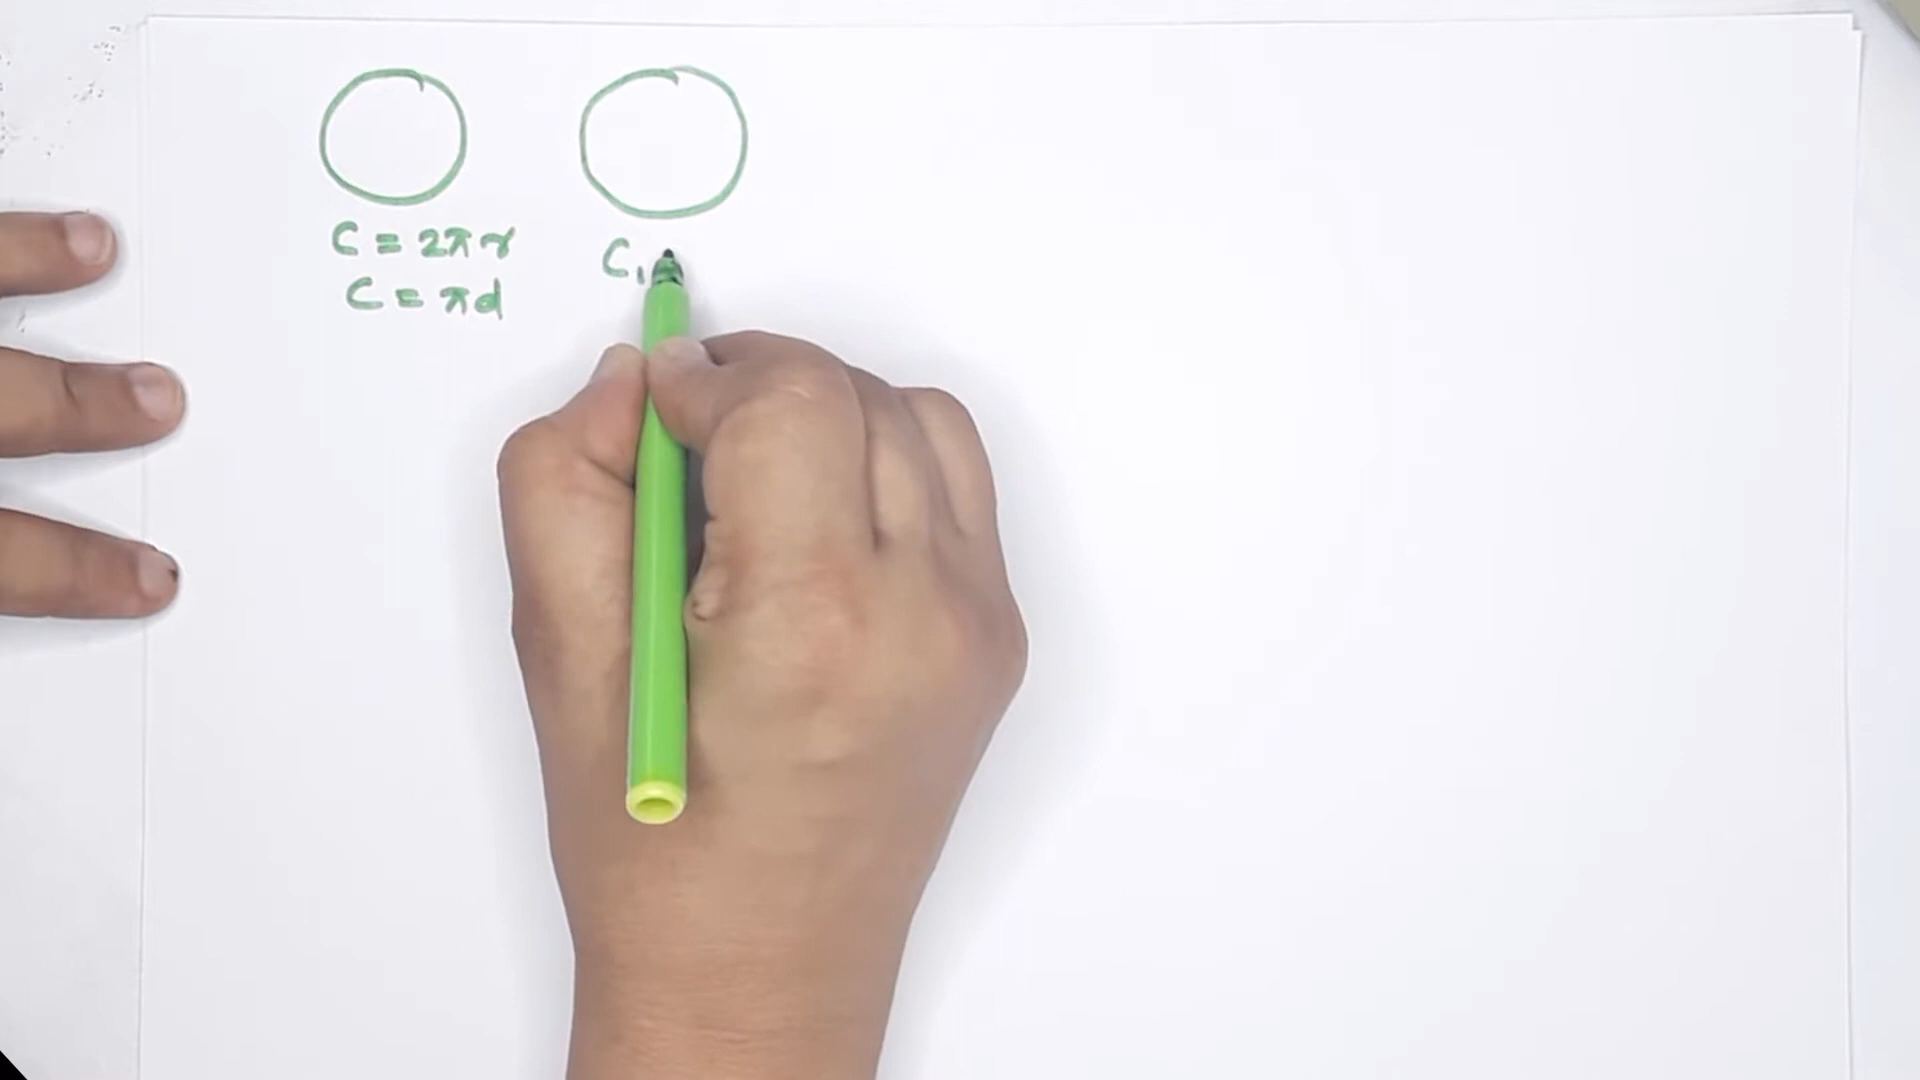 C = 2πr
C = πd
C₁